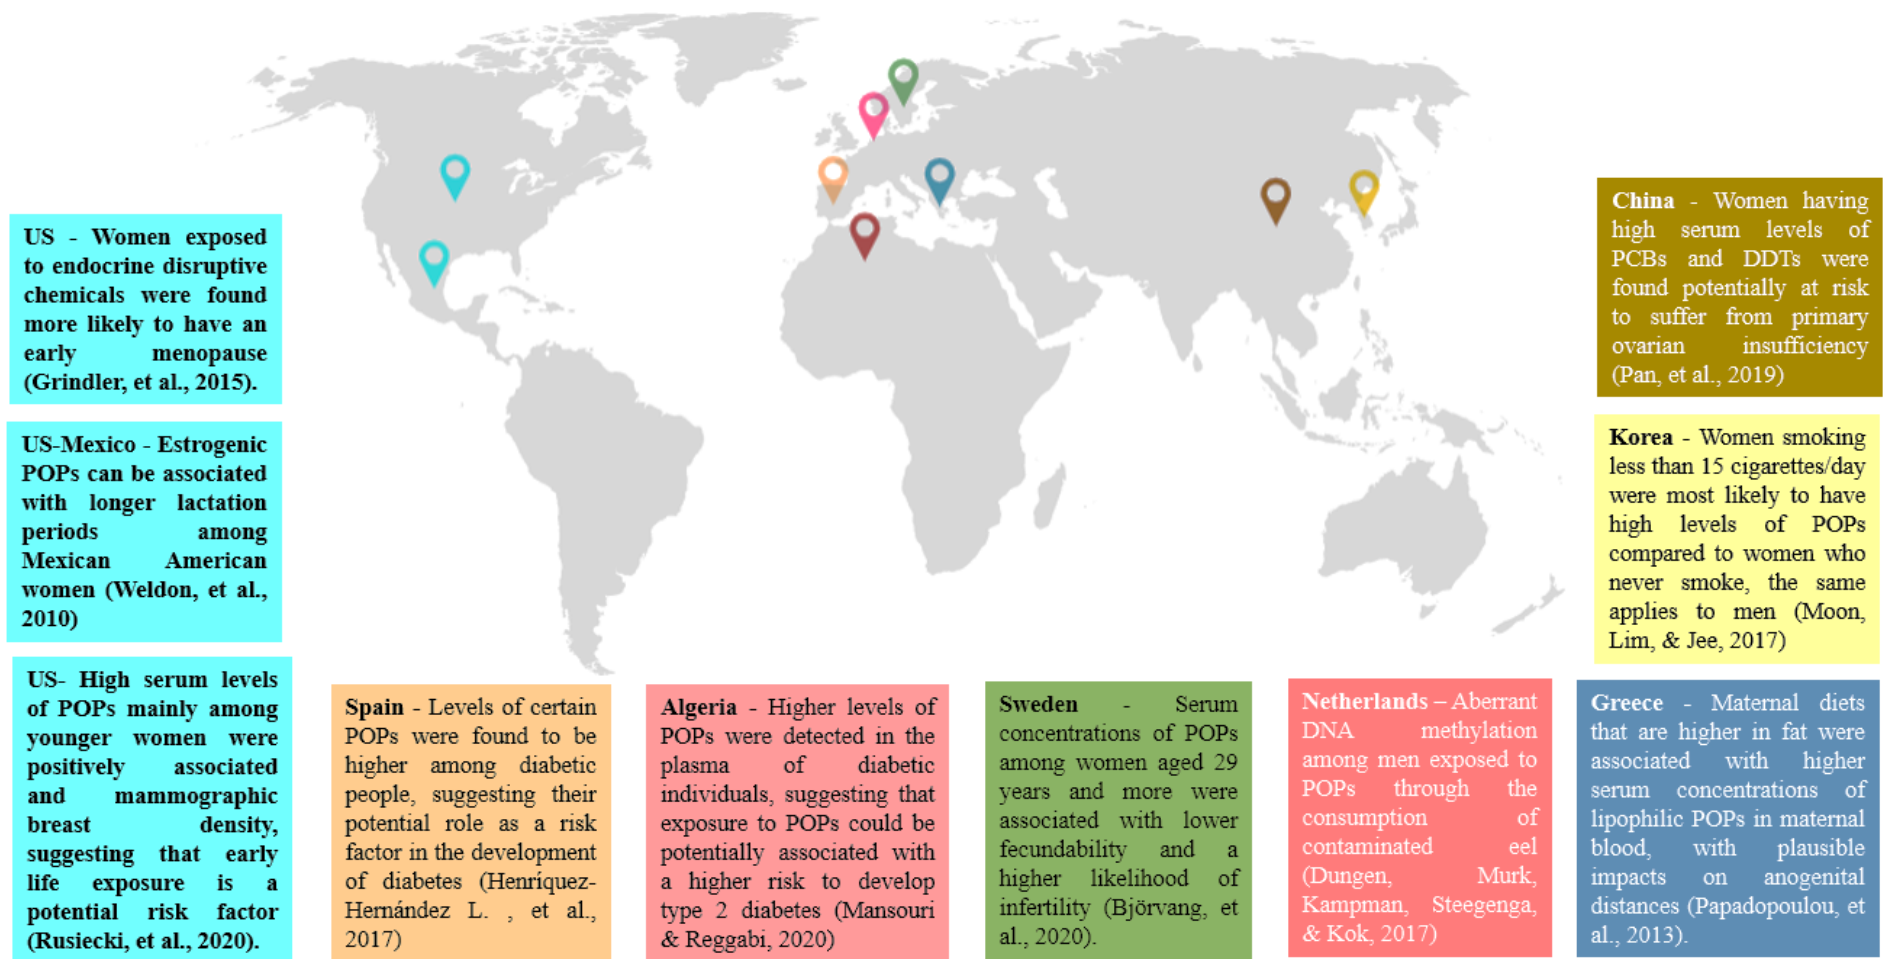 US - Women exposed
to endocrine disruptive
chemicals were found
more likely to have an
early menopause
(Grindler, et al., 2015).
US-Mexico - Estrogenic
POPs can be associated
with longer lactation
periods among
Mexican American
women (Weldon, et al.,
2010)
US- High serum levels
of POPs mainly among
younger women were
positively associated
and mammographic
breast density,
suggesting that early
life exposure is a
potential risk factor
(Rusiecki, et al., 2020).
Spain - Levels of certain
POPs were found to be
higher among diabetic
people, suggesting their
potential role as a risk
factor in the development
of diabetes (Henríquez-
Hernández L. , et al.,
2017)
Algeria - Higher levels of
POPs were detected in the
plasma of diabetic
individuals, suggesting that
exposure to POPs could be
potentially associated with
a higher risk to develop
type 2 diabetes (Mansouri
& Reggabi, 2020)
Sweden - Serum
concentrations of POPs
among women aged 29
years and more were
associated with lower
fecundability and a
higher likelihood of
infertility (Björvang, et
al., 2020).
Netherlands – Aberrant
DNA methylation
among men exposed to
POPs through the
consumption of
contaminated eel
(Dungen, Murk,
Kampman, Steegenga,
& Kok, 2017)
China - Women having
high serum levels of
PCBs and DDTs were
found potentially at risk
to suffer from primary
ovarian insufficiency
(Pan, et al., 2019)
Korea - Women smoking
less than 15 cigarettes/day
were most likely to have
high levels of POPs
compared to women who
never smoke, the same
applies to men (Moon,
Lim, & Jee, 2017)
Greece - Maternal diets
that are higher in fat were
associated with higher
serum concentrations of
lipophilic POPs in maternal
blood, with plausible
impacts on anogenital
distances (Papadopoulou, et
al., 2013).